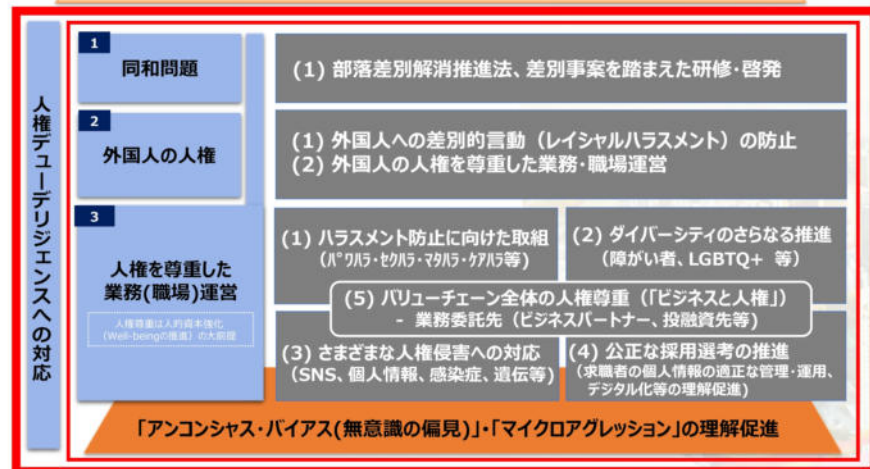 人権デューデリジェンスへの対応
1
同和問題
(1) 部落差別解消推進法、差別事案を踏まえた研修・啓発
2
外国人の人権
(1) 外国人への差別的言動（レイシャルハラスメント）の防止
(2) 外国人の人権を尊重した業務・職場運営
3
人権を尊重した
業務(職場)運営
人権尊重は人的資本強化
（Well-beingの推進）の大前提
(1) ハラスメント防止に向けた取組
（ﾊﾟﾜﾊﾗ・ｾｸﾊﾗ・ﾏﾀﾊﾗ・ｹｱﾊﾗ等）
(2) ダイバーシティのさらなる推進
（障がい者、LGBTQ+ 等）
(5) バリューチェーン全体の人権尊重（「ビジネスと人権」）
- 業務委託先（ビジネスパートナー、投融資先等）
(3) さまざまな人権侵害への対応
（SNS、個人情報、感染症、遺伝等）
(4) 公正な採用選考の推進
（求職者の個人情報の適正な管理・運用、
デジタル化等の理解促進）
「アンコンシャス・バイアス(無意識の偏見)」・「マイクロアグレッション」の理解促進